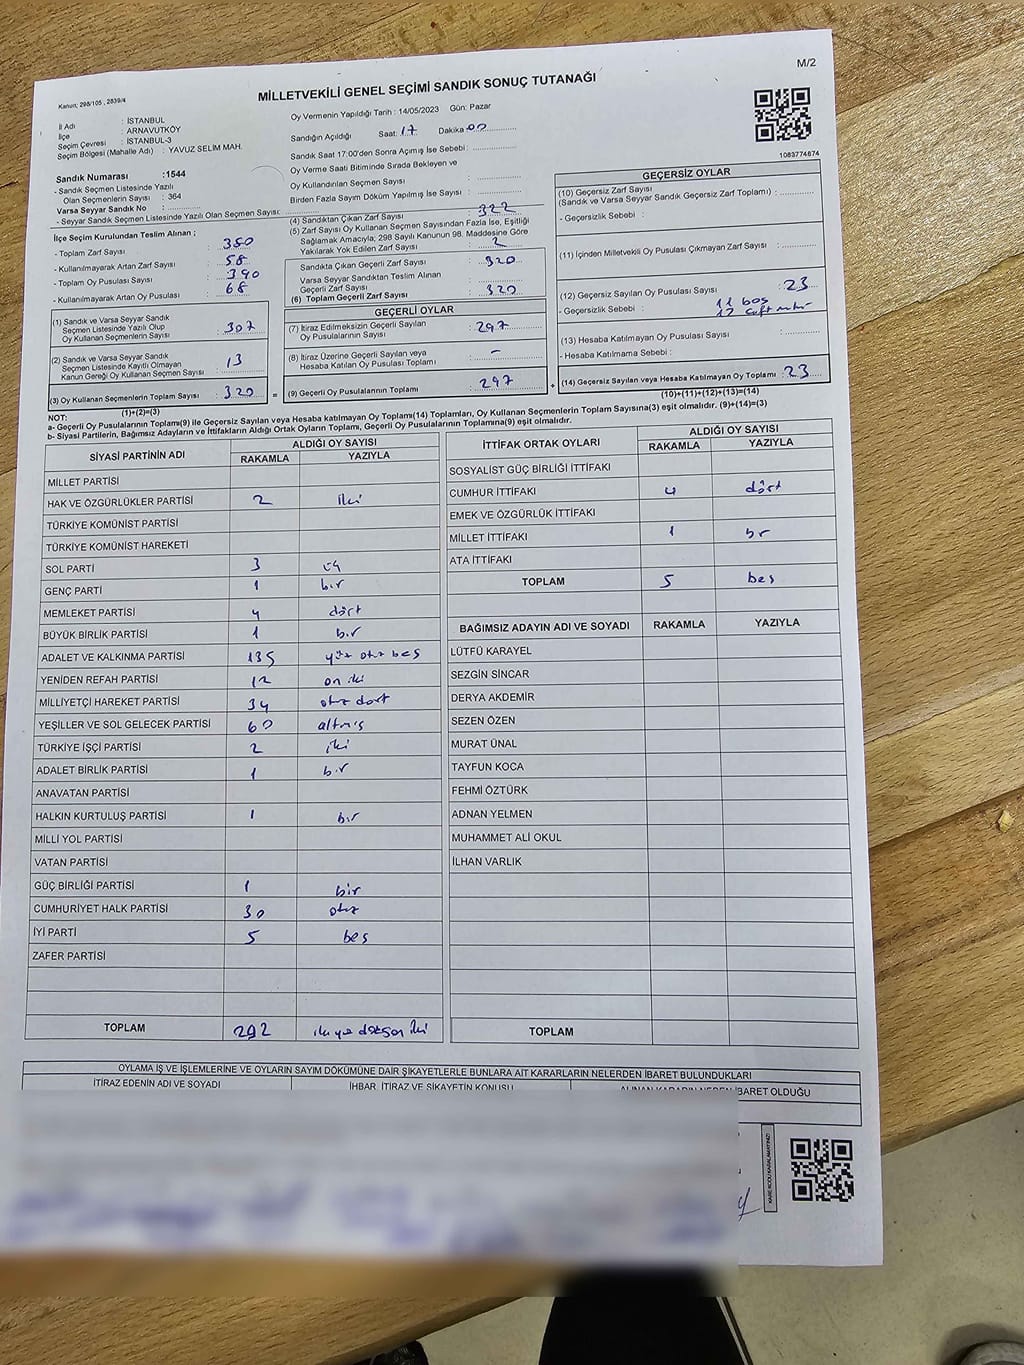 M/2
Kanun; 298/105 , 2839/4
MİLLETVEKİLİ GENEL SEÇİMİ SANDIK SONUÇ TUTANAĞI
İl Adı : İSTANBUL
İlçe : ARNAVUTKÖY
Seçim Çevresi : İSTANBUL-3
Seçim Bölgesi (Mahalle Adı) : YAVUZ SELİM MAH.
Sandık Numarası :1544
- Sandık Seçmen Listesinde Yazılı
Olan Seçmenlerin Sayısı : 364
Varsa Seyyar Sandık No :
- Seyyar Sandık Seçmen Listesinde Yazılı Olan Seçmen Sayısı:
Oy Vermenin Yapıldığı Tarih : 14/05/2023 Gün: Pazar
Sandığın Açıldığı Saat: 17 Dakika 00
Sandık Saat 17:00'den Sonra Açımış İse Sebebi :
Oy Verme Saati Bitiminde Sırada Bekleyen ve
Oy Kullandırılan Seçmen Sayısı :
Birden Fazla Sayım Döküm Yapılmış İse Sayısı :
1083774674
İlçe Seçim Kurulundan Teslim Alınan ;
- Toplam Zarf Sayısı : 350
- Kullanılmayarak Artan Zarf Sayısı : 58
- Toplam Oy Pusulası Sayısı : 390
- Kullanılmayarak Artan Oy Pusulası : 68
(4) Sandıktan Çıkan Zarf Sayısı : 322
(5) Zarf Sayısı Oy Kullanan Seçmen Sayısından Fazla İse, Eşitliği
Sağlamak Amacıyla; 298 Sayılı Kanunun 98. Maddesine Göre
Yakılarak Yok Edilen Zarf Sayısı : 2
Sandıkta Çıkan Geçerli Zarf Sayısı : 320
Varsa Seyyar Sandıktan Teslim Alınan
Geçerli Zarf Sayısı :
(6) Toplam Geçerli Zarf Sayısı : 320
GEÇERSİZ OYLAR
(10) Geçersiz Zarf Sayısı
(Sandık ve Varsa Seyyar Sandık Geçersiz Zarf Toplamı) :
- Geçersizlik Sebebi :
(11) İçinden Milletvekili Oy Pusulası Çıkmayan Zarf Sayısı :
(12) Geçersiz Sayılan Oy Pusulası Sayısı : 23
- Geçersizlik Sebebi : 11 boş
12
(13) Hesaba Katılmayan Oy Pusulası Sayısı :
- Hesaba Katılmama Sebebi :
(14) Geçersiz Sayılan veya Hesaba Katılmayan Oy Toplamı : 23
(10)+(11)+(12)+(13)=(14)
(1) Sandık ve Varsa Seyyar Sandık
Seçmen Listesinde Yazılı Olup
Oy Kullanan Seçmenlerin Sayısı : 307
(2) Sandık ve Varsa Seyyar Sandık
Seçmen Listesinde Kayıtlı Olmayan
Kanun Gereği Oy Kullanan Seçmen Sayısı : 13
(3) Oy Kullanan Seçmenlerin Toplam Sayısı : 320
(1)+(2)=(3)
GEÇERLİ OYLAR
(7) İtiraz Edilmeksizin Geçerli Sayılan
Oy Pusulalarının Sayısı : 297
(8) İtiraz Üzerine Geçerli Sayılan veya
Hesaba Katılan Oy Pusulası Toplamı : -
(9) Geçerli Oy Pusulalarının Toplamı : 297
NOT:
a- Geçerli Oy Pusulalarının Toplamı(9) ile Geçersiz Sayılan veya Hesaba katılmayan Oy Toplamı(14) Toplamları, Oy Kullanan Seçmenlerin Toplam Sayısına(3) eşit olmalıdır. (9)+(14)=(3)
b- Siyasi Partilerin, Bağımsız Adayların ve İttifakların Aldığı Ortak Oyların Toplamı, Geçerli Oy Pusulalarının Toplamına(9) eşit olmalıdır.
SİYASİ PARTİNİN ADI ALDIĞI OY SAYISI
RAKAMLA YAZIYLA
MİLLET PARTİSİ
HAK VE ÖZGÜRLÜKLER PARTİSİ 2 iki
TÜRKİYE KOMÜNİST PARTİSİ
TÜRKİYE KOMÜNİST HAREKETİ
SOL PARTİ 3 üç
GENÇ PARTİ 1 bir
MEMLEKET PARTİSİ 4 dört
BÜYÜK BİRLİK PARTİSİ 1 bir
ADALET VE KALKINMA PARTİSİ 135 yüz otuz beş
YENİDEN REFAH PARTİSİ 12 on iki
MİLLİYETÇİ HAREKET PARTİSİ 34 otuz dört
YEŞİLLER VE SOL GELECEK PARTİSİ 60 altmış
TÜRKİYE İŞÇİ PARTİSİ 2 iki
ADALET BİRLİK PARTİSİ 1 bir
ANAVATAN PARTİSİ
HALKIN KURTULUŞ PARTİSİ 1 bir
MİLLİ YOL PARTİSİ
VATAN PARTİSİ
GÜÇ BİRLİĞİ PARTİSİ 1 bir
CUMHURİYET HALK PARTİSİ 30 otuz
İYİ PARTİ 5 beş
ZAFER PARTİSİ
TOPLAM 292 iki yüz doksan iki
İTTİFAK ORTAK OYLARI ALDIĞI OY SAYISI
RAKAMLA YAZIYLA
SOSYALİST GÜÇ BİRLİĞİ İTTİFAKI
CUMHUR İTTİFAKI 4 dört
EMEK VE ÖZGÜRLÜK İTTİFAKI
MİLLET İTTİFAKI 1 bir
ATA İTTİFAKI
TOPLAM 5 beş
BAĞIMSIZ ADAYIN ADI VE SOYADI RAKAMLA YAZIYLA
LÜTFÜ KARAYEL
SEZGİN SİNCAR
DERYA AKDEMİR
SEZEN ÖZEN
MURAT ÜNAL
TAYFUN KOCA
FEHMİ ÖZTÜRK
ADNAN YELMEN
MUHAMMET ALİ OKUL
İLHAN VARLIK
TOPLAM
OYLAMA İŞ VE İŞLEMLERİNE VE OYLARIN SAYIM DÖKÜMÜNE DAİR ŞİKAYETLERLE BUNLARA AİT KARARLARIN NELERDEN İBARET BULUNDUKLARI
İTİRAZ EDENİN ADI VE SOYADI İHBAR, İTİRAZ VE ŞİKAYETİN KONUSU ALINAN KARARIN NEDEN İBARET OLDUĞU
KARE KODU KARALAMAYINIZ!